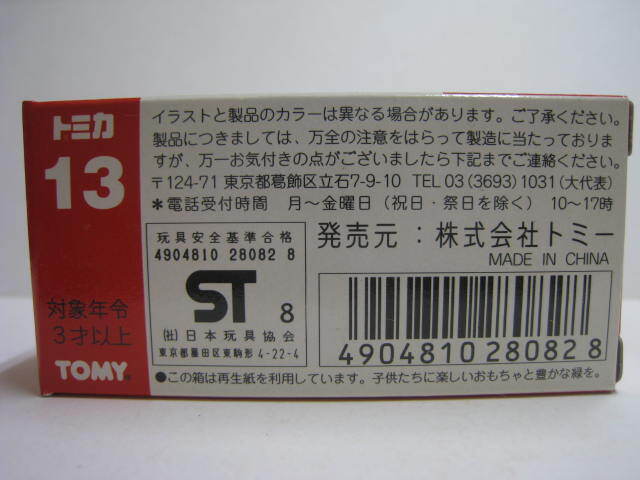 トミカ
13
対象年令
3才以上
TOMY
イラストと製品のカラーは異なる場合があります。ご了承ください。
製品につきましては、万全の注意をはらって製造に当たっておりま
すが、万一お気付きの点がございましたら下記までご連絡ください。
〒124-71 東京都葛飾区立石7-9-10 TEL 03(3693)1031(大代表)
＊電話受付時間 月〜金曜日(祝日・祭日を除く) 10〜17時
玩具安全基準合格
4904810 28082 8
ST 8
(社)日本玩具協会
東京都墨田区東駒形 4-22-4
発売元：株式会社トミー
MADE IN CHINA
4904810 280828
●この箱は再生紙を利用しています。子供たちに楽しいおもちゃと豊かな緑を。